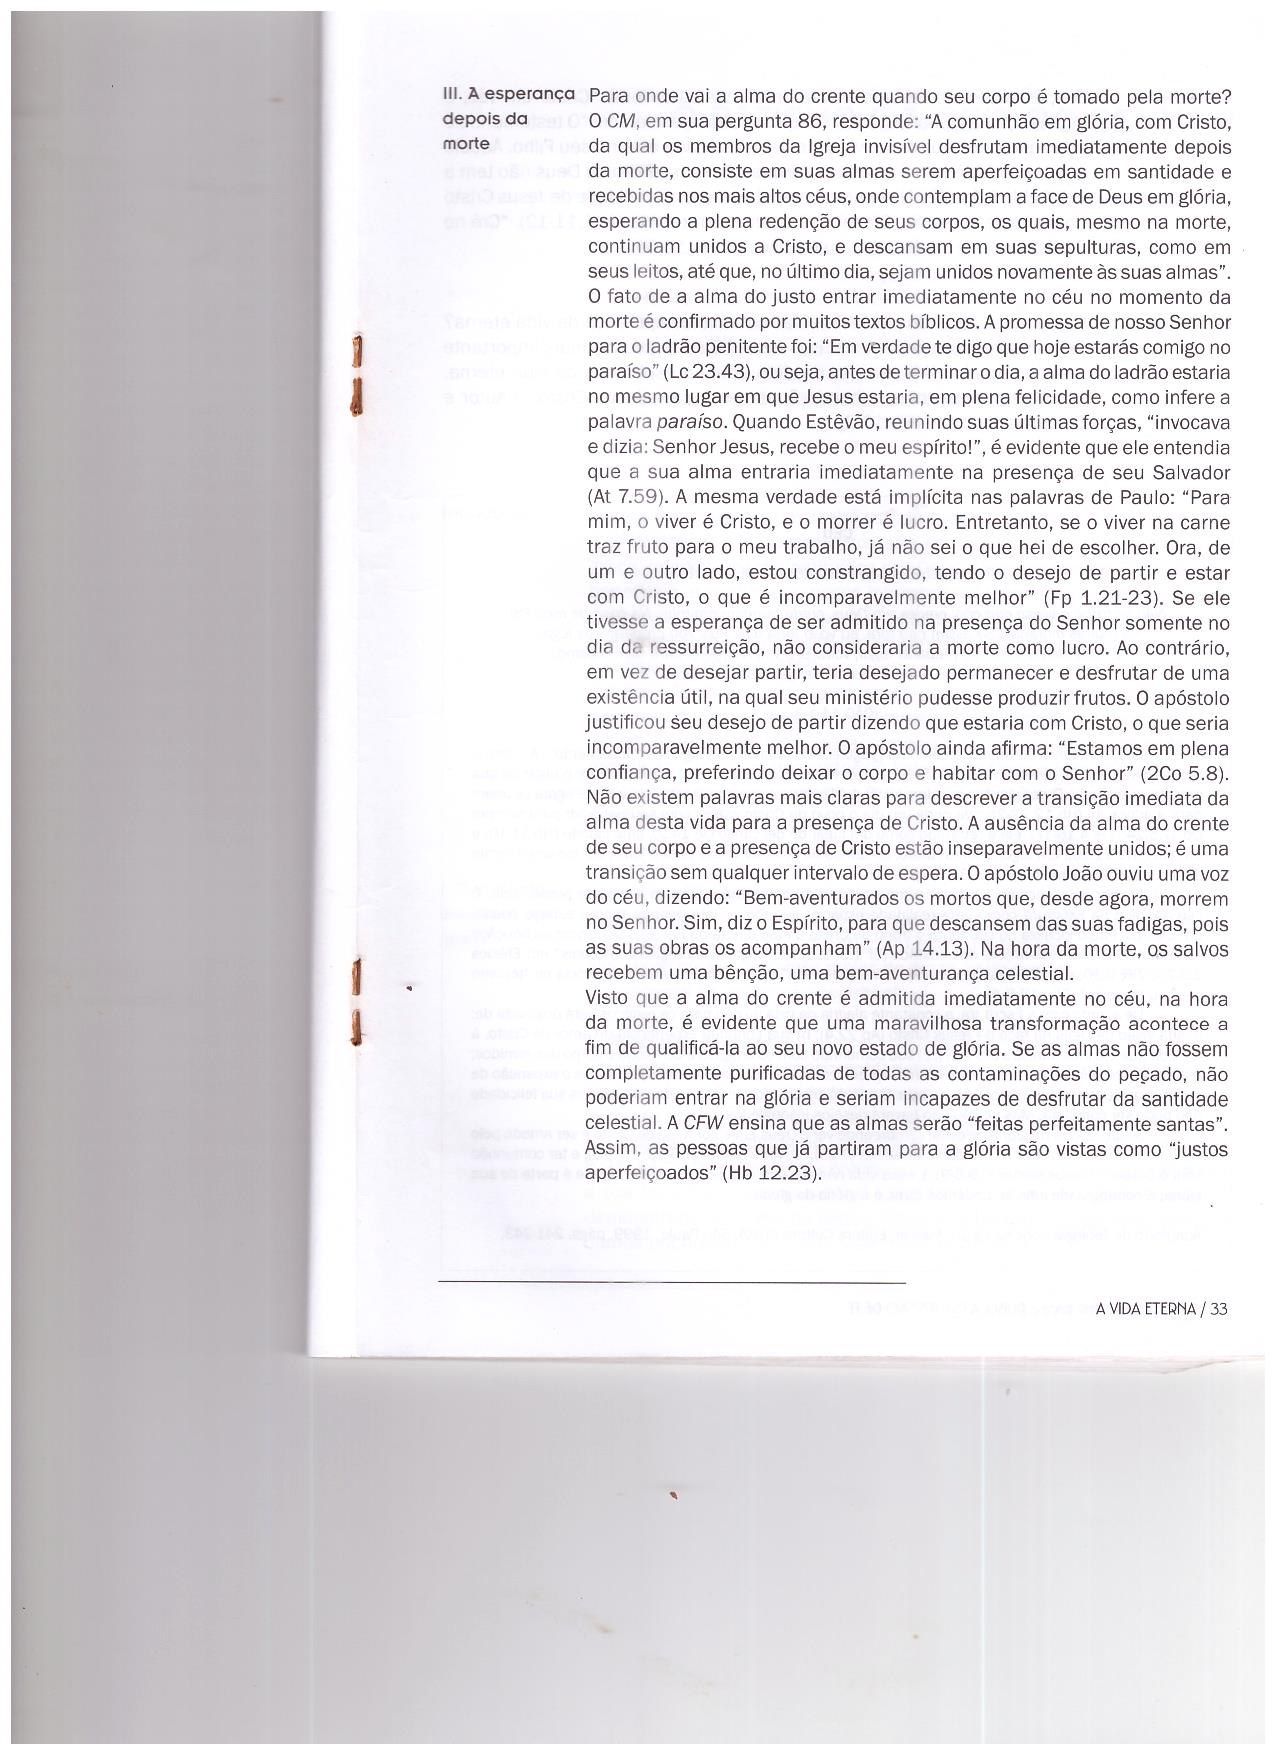 III. A esperança
depois da
morte
Para onde vai a alma do crente quando seu corpo é tomado pela morte?
O CM, em sua pergunta 86, responde: “A comunhão em glória, com Cristo,
da qual os membros da Igreja invisível desfrutam imediatamente depois
da morte, consiste em suas almas serem aperfeiçoadas em santidade e
recebidas nos mais altos céus, onde contemplam a face de Deus em glória,
esperando a plena redenção de seus corpos, os quais, mesmo na morte,
continuam unidos a Cristo, e descansam em suas sepulturas, como em
seus leitos, até que, no último dia, sejam unidos novamente às suas almas”.
O fato de a alma do justo entrar imediatamente no céu no momento da
morte é confirmado por muitos textos bíblicos. A promessa de nosso Senhor
para o ladrão penitente foi: “Em verdade te digo que hoje estarás comigo no
paraíso” (Lc 23.43), ou seja, antes de terminar o dia, a alma do ladrão estaria
no mesmo lugar em que Jesus estaria, em plena felicidade, como infere a
palavra paraíso. Quando Estêvão, reunindo suas últimas forças, “invocava
e dizia: Senhor Jesus, recebe o meu espírito!”, é evidente que ele entendia
que a sua alma entraria imediatamente na presença de seu Salvador
(At 7.59). A mesma verdade está implícita nas palavras de Paulo: “Para
mim, o viver é Cristo, e o morrer é lucro. Entretanto, se o viver na carne
traz fruto para o meu trabalho, já não sei o que hei de escolher. Ora, de
um e outro lado, estou constrangido, tendo o desejo de partir e estar
com Cristo, o que é incomparavelmente melhor” (Fp 1.21-23). Se ele
tivesse a esperança de ser admitido na presença do Senhor somente no
dia da ressurreição, não consideraria a morte como lucro. Ao contrário,
em vez de desejar partir, teria desejado permanecer e desfrutar de uma
existência útil, na qual seu ministério pudesse produzir frutos. O apóstolo
justificou seu desejo de partir dizendo que estaria com Cristo, o que seria
incomparavelmente melhor. O apóstolo ainda afirma: “Estamos em plena
confiança, preferindo deixar o corpo e habitar com o Senhor” (2Co 5.8).
Não existem palavras mais claras para descrever a transição imediata da
alma desta vida para a presença de Cristo. A ausência da alma do crente
de seu corpo e a presença de Cristo estão inseparavelmente unidos; é uma
transição sem qualquer intervalo de espera. O apóstolo João ouviu uma voz
do céu, dizendo: “Bem-aventurados os mortos que, desde agora, morrem
no Senhor. Sim, diz o Espírito, para que descansem das suas fadigas, pois
as suas obras os acompanham” (Ap 14.13). Na hora da morte, os salvos
recebem uma bênção, uma bem-aventurança celestial.
Visto que a alma do crente é admitida imediatamente no céu, na hora
da morte, é evidente que uma maravilhosa transformação acontece a
fim de qualificá-la ao seu novo estado de glória. Se as almas não fossem
completamente purificadas de todas as contaminações do pecado, não
poderiam entrar na glória e seriam incapazes de desfrutar da santidade
celestial. A CFW ensina que as almas serão “feitas perfeitamente santas”.
Assim, as pessoas que já partiram para a glória são vistas como “justos
aperfeiçoados” (Hb 12.23).
A VIDA ETERNA / 33